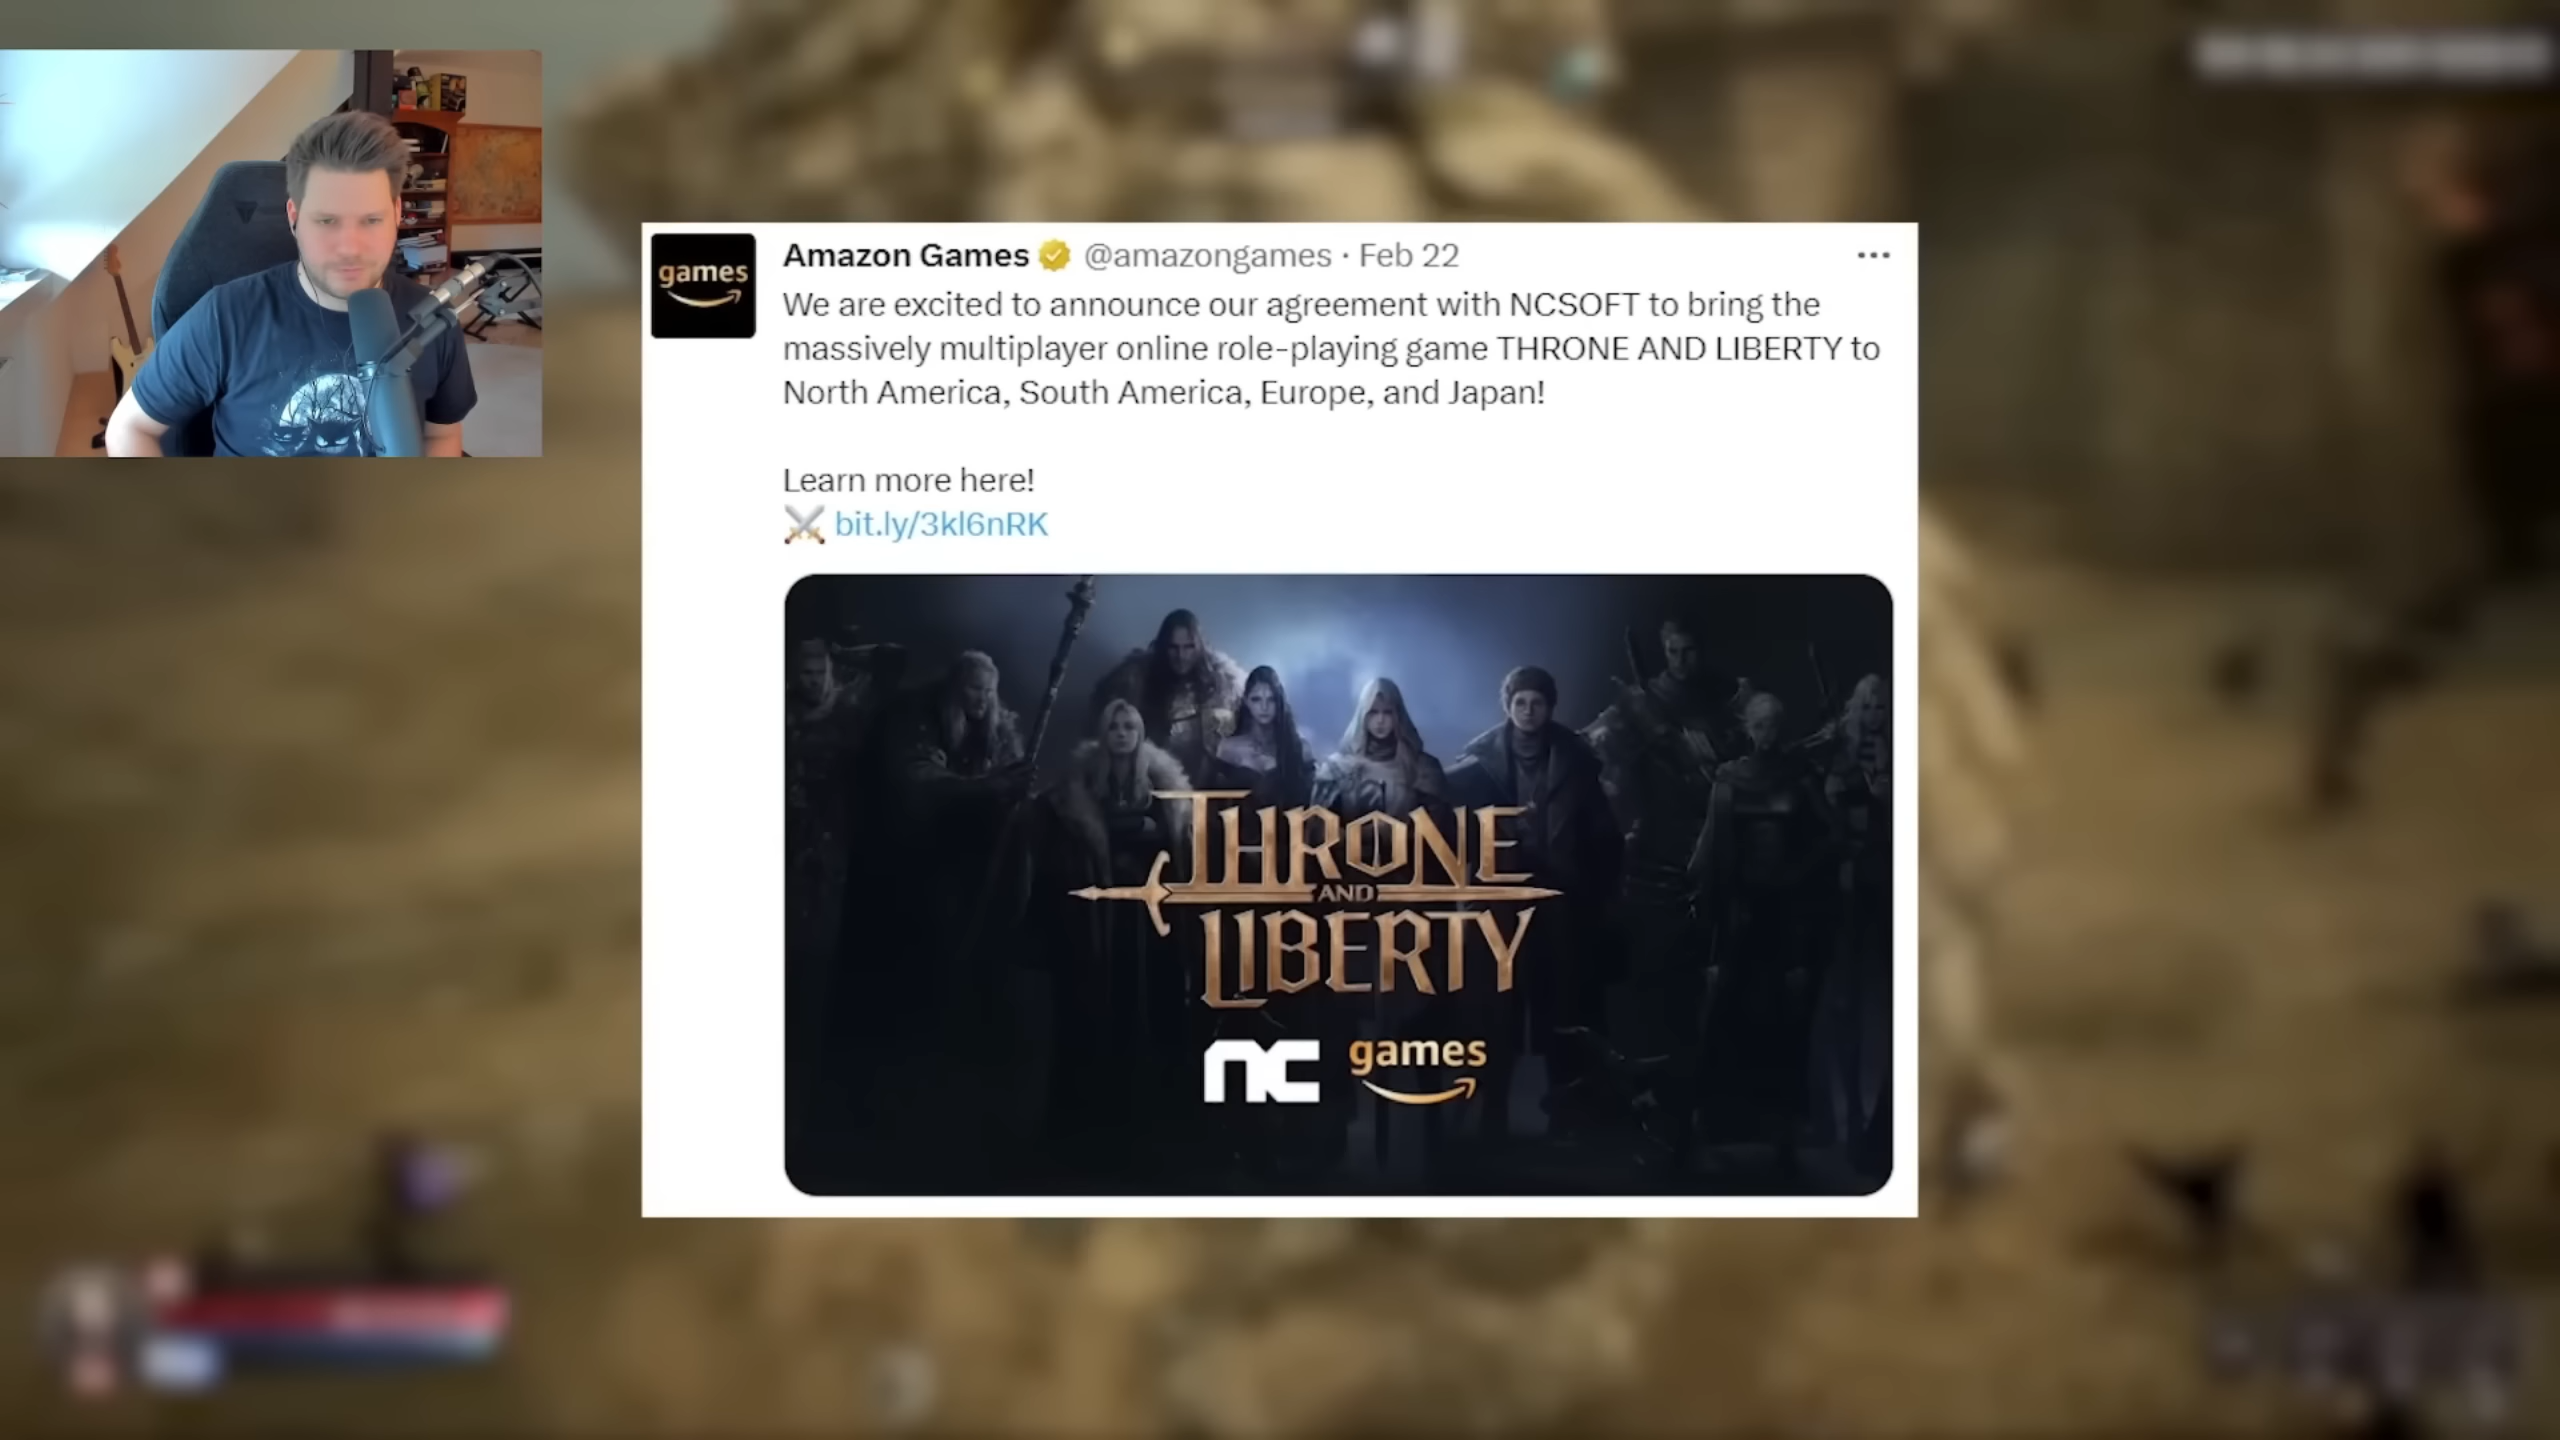 games
Amazon Games @amazongames · Feb 22
We are excited to announce our agreement with NCSOFT to bring the
massively multiplayer online role-playing game THRONE AND LIBERTY to
North America, South America, Europe, and Japan!
Learn more here!
bit.ly/3kl6nRK
THRONE
AND
LIBERTY
nc games